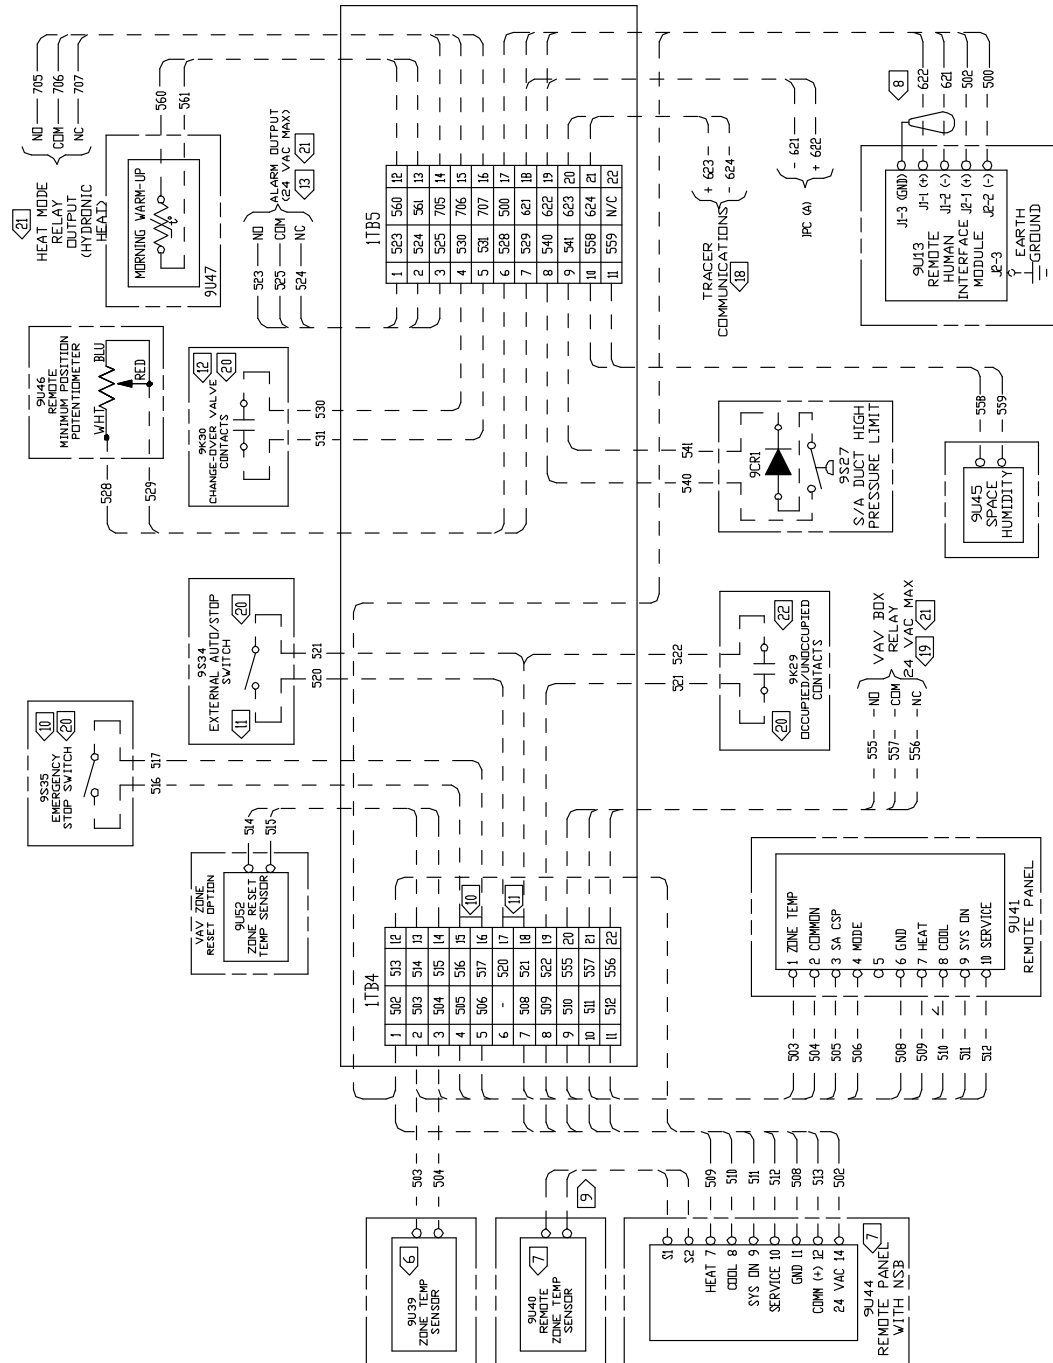 NO — 705
COM — 706
NC — 707
21
HEAT MODE
RELAY
OUTPUT
(HYDRONIC
HEAT)
560
561
MORNING WARM-UP
9U47
ALARM OUTPUT
(24 VAC MAX)
13
21
523 — NO
525 — COM
524 — NC
9U46
REMOTE
MINIMUM POSITION
POTENTIOMETER
WHT
BLU
RED
528
529
12
20
9K30
CHANGE-OVER VALVE
CONTACTS
530
531
1TB5
1 523 560 12
2 524 561 13
3 525 705 14
4 530 706 15
5 531 707 16
6 528 500 17
7 529 621 18
8 540 622 19
9 541 623 20
10 558 624 21
11 559 N/C 22
+ 623
- 624
TRACER
COMMUNICATIONS
18
- 621
+ 622
IPC (A)
8
622
621
502
500
J1-3 (GND)
J1-1 (+)
J1-2 (-)
J2-1 (+)
J2-2 (-)
9U13
REMOTE
HUMAN
INTERFACE
MODULE
J2-3
EARTH
GROUND
541
540
9CR1
9S27
S/A DUCT HIGH
PRESSURE LIMIT
558
559
9U45
SPACE
HUMIDITY
9S34
EXTERNAL AUTO/STOP
SWITCH
20
11
521
520
9S35
EMERGENCY
STOP SWITCH
10
20
517
516
VAV ZONE
RESET OPTION
9U52
ZONE RESET
TEMP SENSOR
514
515
522
521
22
9K29
OCCUPIED/UNOCCUPIED
CONTACTS
20
VAV BOX
RELAY
24 VAC MAX
19
21
555 - NO
557 - COM
556 - NC
1TB4
1 502 513 12
2 503 514 13
3 504 515 14
4 505 516 15
5 506 517 16
6 - 520 17
7 508 521 18
8 509 522 19
9 510 555 20
10 511 557 21
11 512 556 22
10
11
503
504
505
506
508
509
510
511
512
1 ZONE TEMP
2 COMMON
3 SA CSP
4 MODE
5
6 GND
7 HEAT
8 COOL
9 SYS ON
10 SERVICE
9U41
REMOTE PANEL
503
504
6
9U39
ZONE TEMP
SENSOR
7
9U40
REMOTE
ZONE TEMP
SENSOR
9
509
510
511
512
508
513
502
S1
S2
HEAT 7
COOL 8
SYS ON 9
SERVICE 10
GND 11
COMM (+) 12
24 VAC 14
7
9U44
REMOTE PANEL
WITH NSB